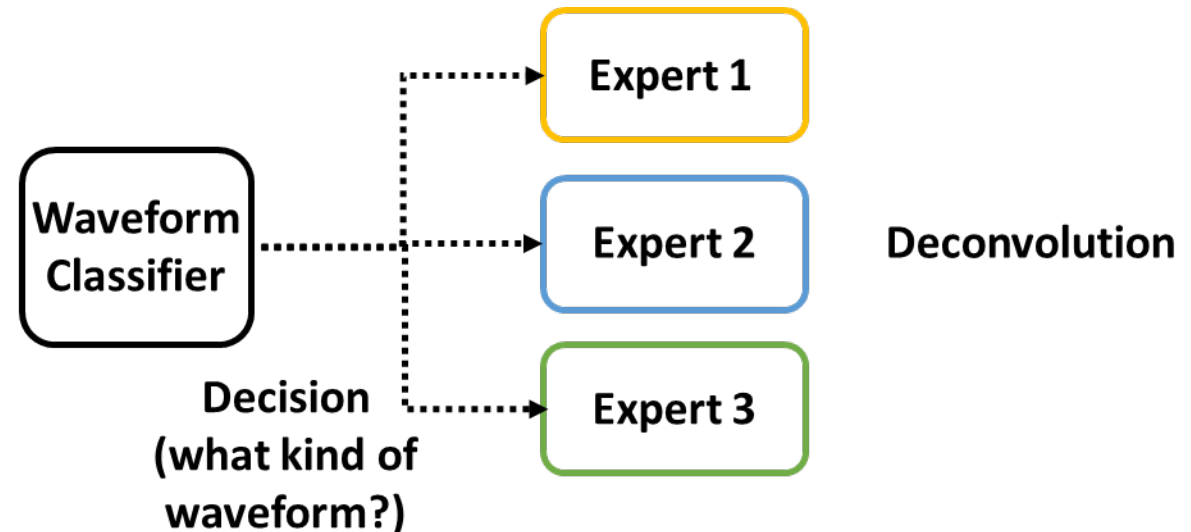 Waveform
Classifier
Decision
(what kind of
waveform?)
Expert 1
Expert 2
Expert 3
Deconvolution